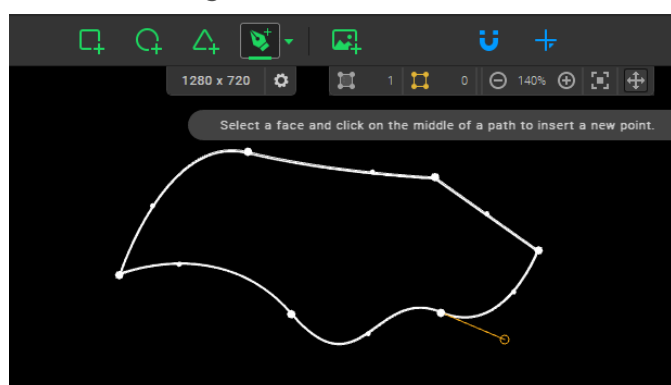 1280 x 720 1 0 140%
Select a face and click on the middle of a path to insert a new point.